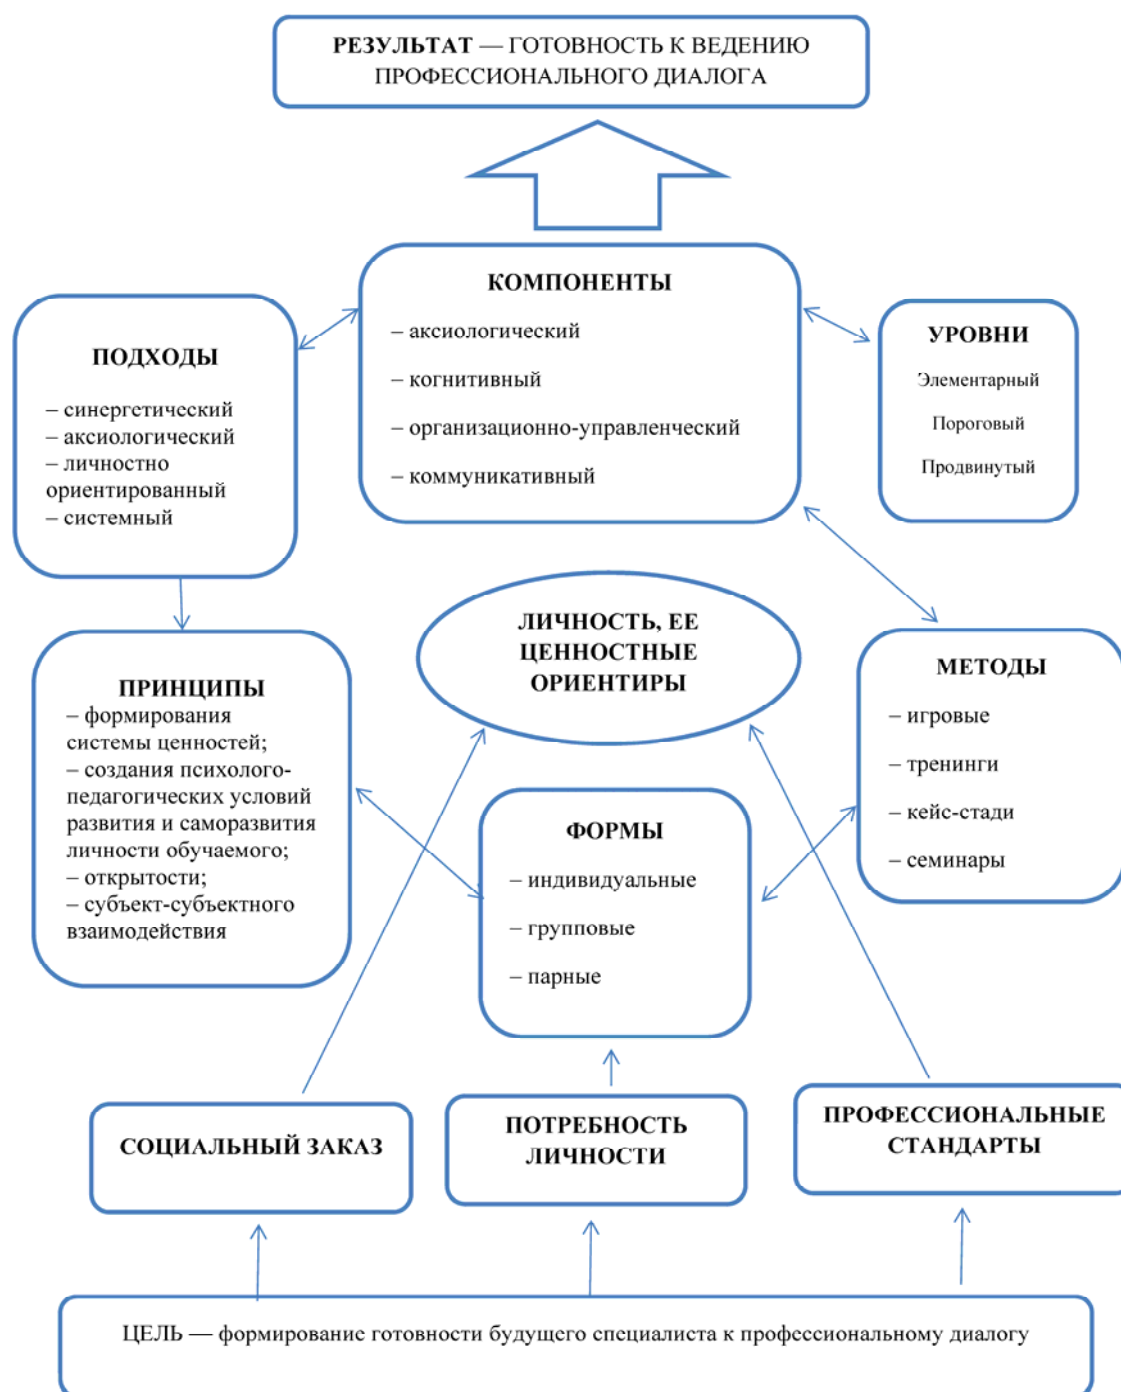 РЕЗУЛЬТАТ — ГОТОВНОСТЬ К ВЕДЕНИЮ
ПРОФЕССИОНАЛЬНОГО ДИАЛОГА
КОМПОНЕНТЫ
– аксиологический
– когнитивный
– организационно-управленческий
– коммуникативный
ПОДХОДЫ
– синергетический
– аксиологический
– личностно
ориентированный
– системный
УРОВНИ
Элементарный
Пороговый
Продвинутый
ЛИЧНОСТЬ, ЕЕ
ЦЕННОСТНЫЕ
ОРИЕНТИРЫ
ПРИНЦИПЫ
– формирования
системы ценностей;
– создания психолого-
педагогических условий
развития и саморазвития
личности обучаемого;
– открытости;
– субъект-субъектного
взаимодействия
МЕТОДЫ
– игровые
– тренинги
– кейс-стади
– семинары
ФОРМЫ
– индивидуальные
– групповые
– парные
СОЦИАЛЬНЫЙ ЗАКАЗ
ПОТРЕБНОСТЬ
ЛИЧНОСТИ
ПРОФЕССИОНАЛЬНЫЕ
СТАНДАРТЫ
ЦЕЛЬ — формирование готовности будущего специалиста к профессиональному диалогу